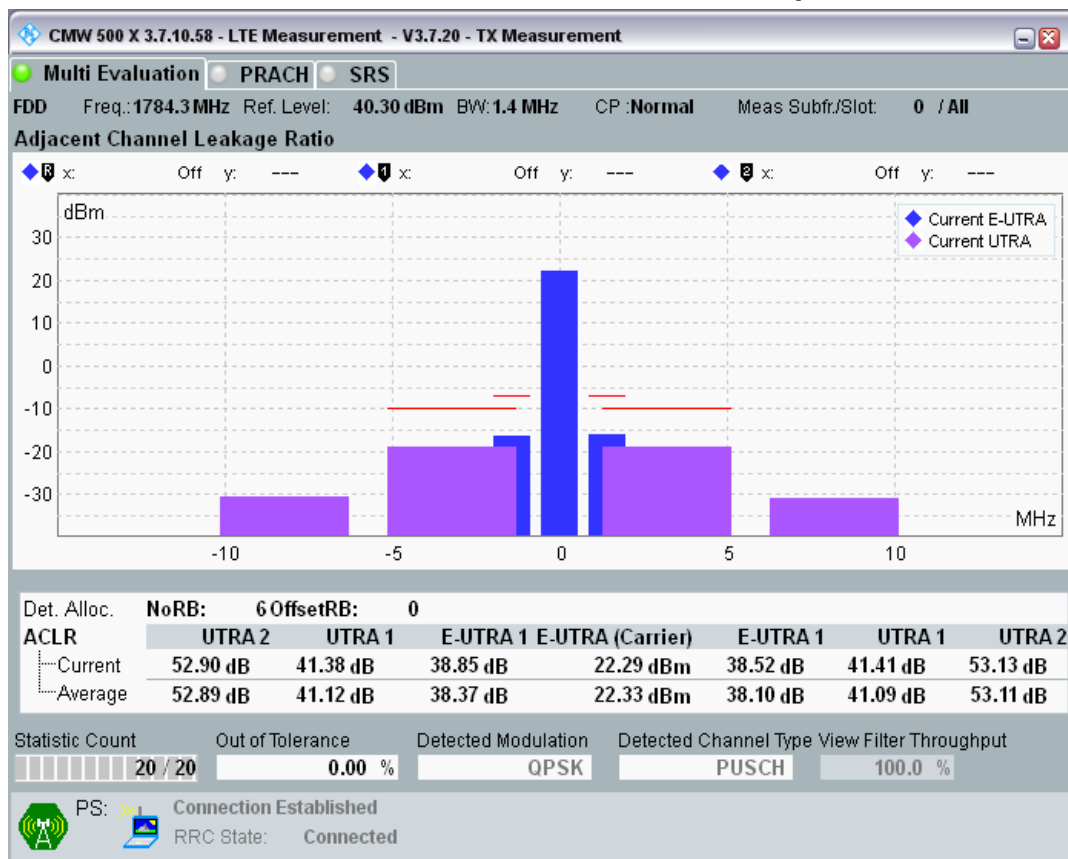 CMW 500 X 3.7.10.58 - LTE Measurement - V3.7.20 - TX Measurement
Multi Evaluation PRACH SRS
FDD Freq.: 1784.3 MHz Ref. Level: 40.30 dBm BW: 1.4 MHz CP :Normal Meas Subfr./Slot: 0 / All
Adjacent Channel Leakage Ratio
R x: Off y: --- 1 x: Off y: --- 2 x: Off y: ---
dBm
Current E-UTRA
Current UTRA
30
20
10
0
-10
-20
-30
MHz
-10 -5 0 5 10
Det. Alloc. NoRB: 6 OffsetRB: 0
ACLR UTRA 2 UTRA 1 E-UTRA 1 E-UTRA (Carrier) E-UTRA 1 UTRA 1 UTRA 2
Current 52.90 dB 41.38 dB 38.85 dB 22.29 dBm 38.52 dB 41.41 dB 53.13 dB
Average 52.89 dB 41.12 dB 38.37 dB 22.33 dBm 38.10 dB 41.09 dB 53.11 dB
Statistic Count Out of Tolerance Detected Modulation Detected Channel Type View Filter Throughput
20 / 20 0.00 % QPSK PUSCH 100.0 %
PS: Connection Established
RRC State: Connected